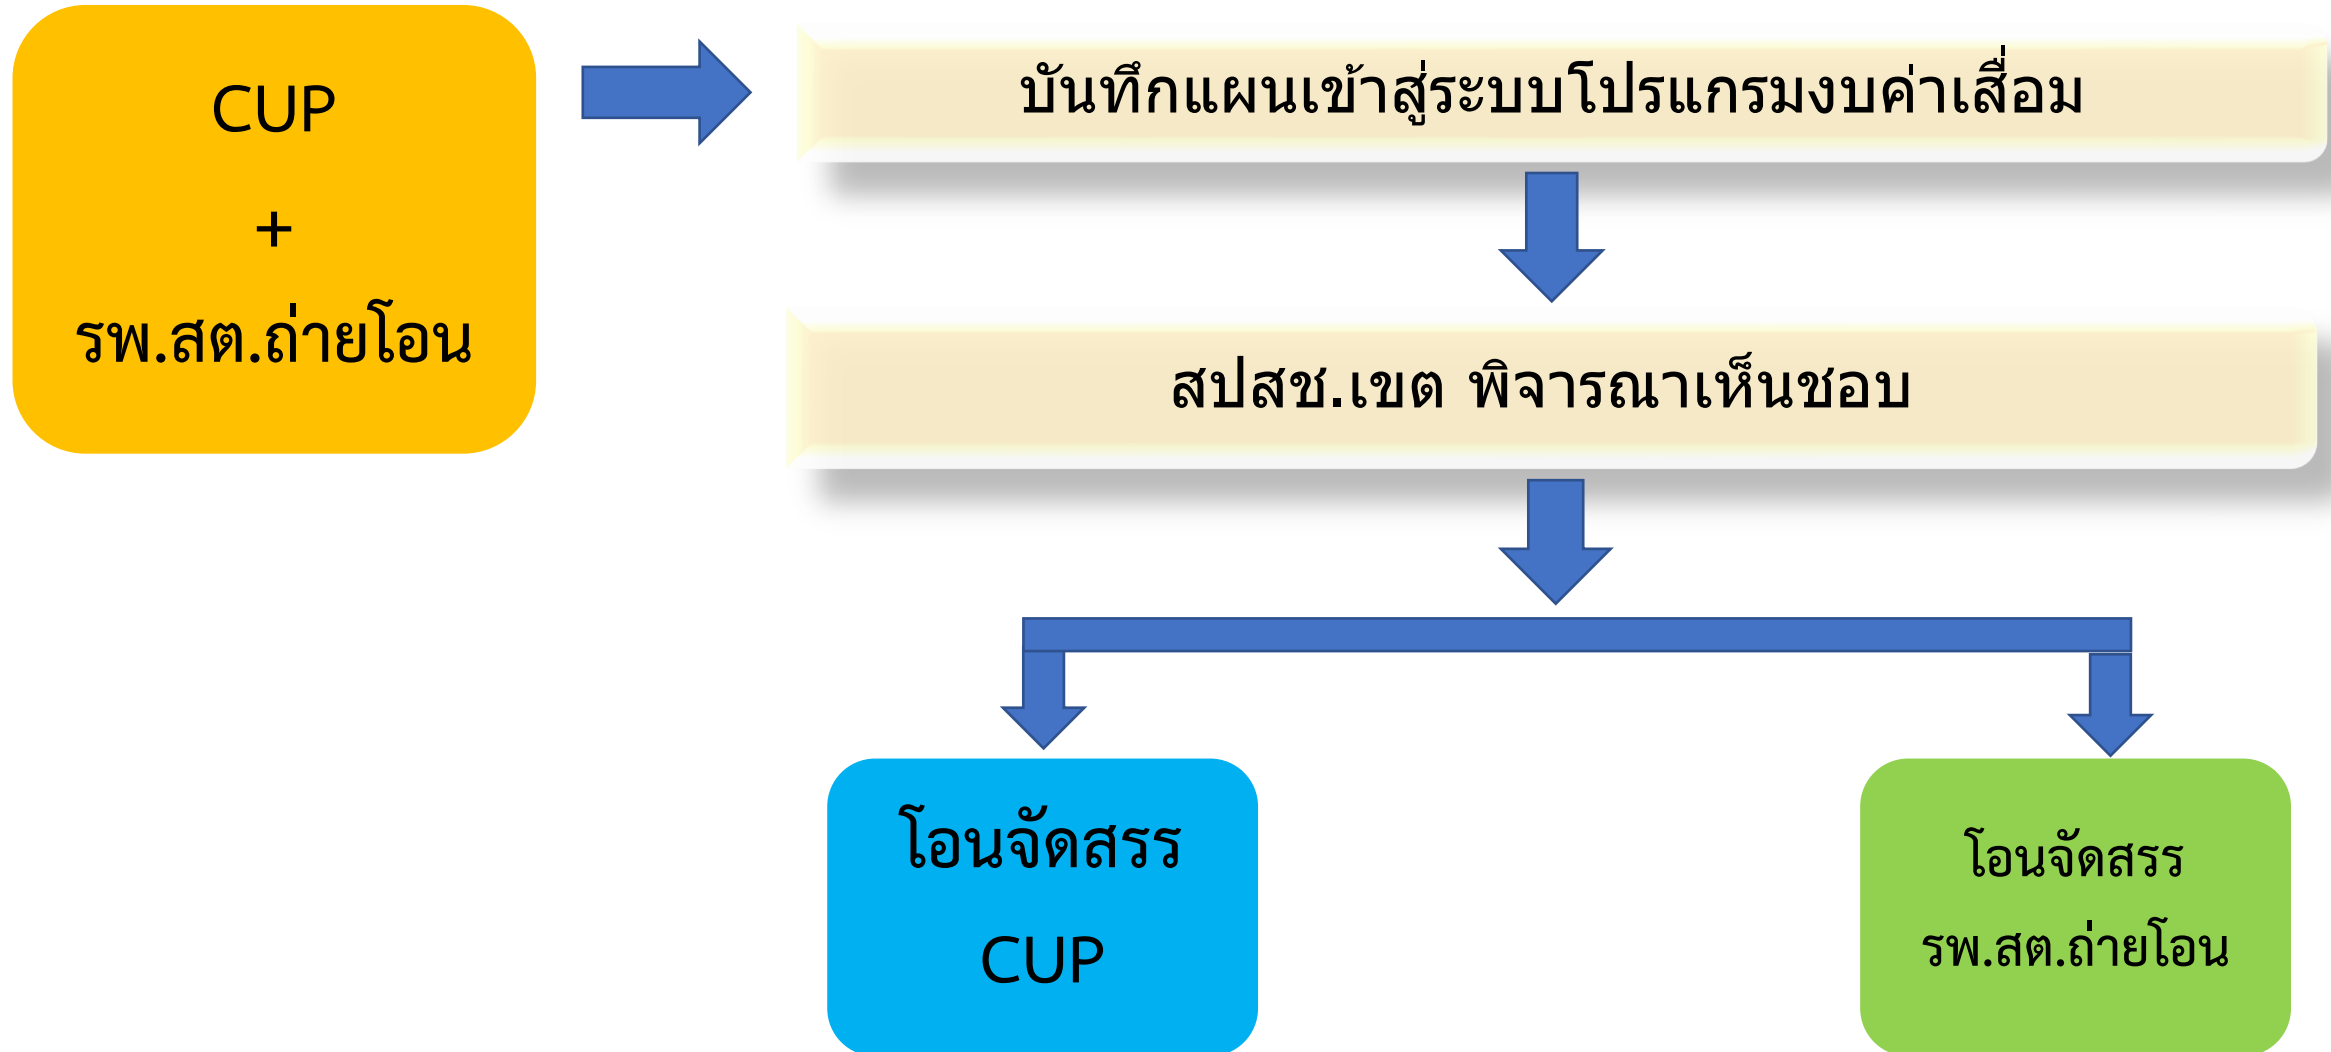 CUP
+
รพ.สต.ถ่ายโอน
บันทึกแผนเข้าสู่ระบบโปรแกรมงบค่าเสื่อม
สปสช.เขต พิจารณาเห็นชอบ
โอนจัดสรร
CUP
โอนจัดสรร
รพ.สต.ถ่ายโอน